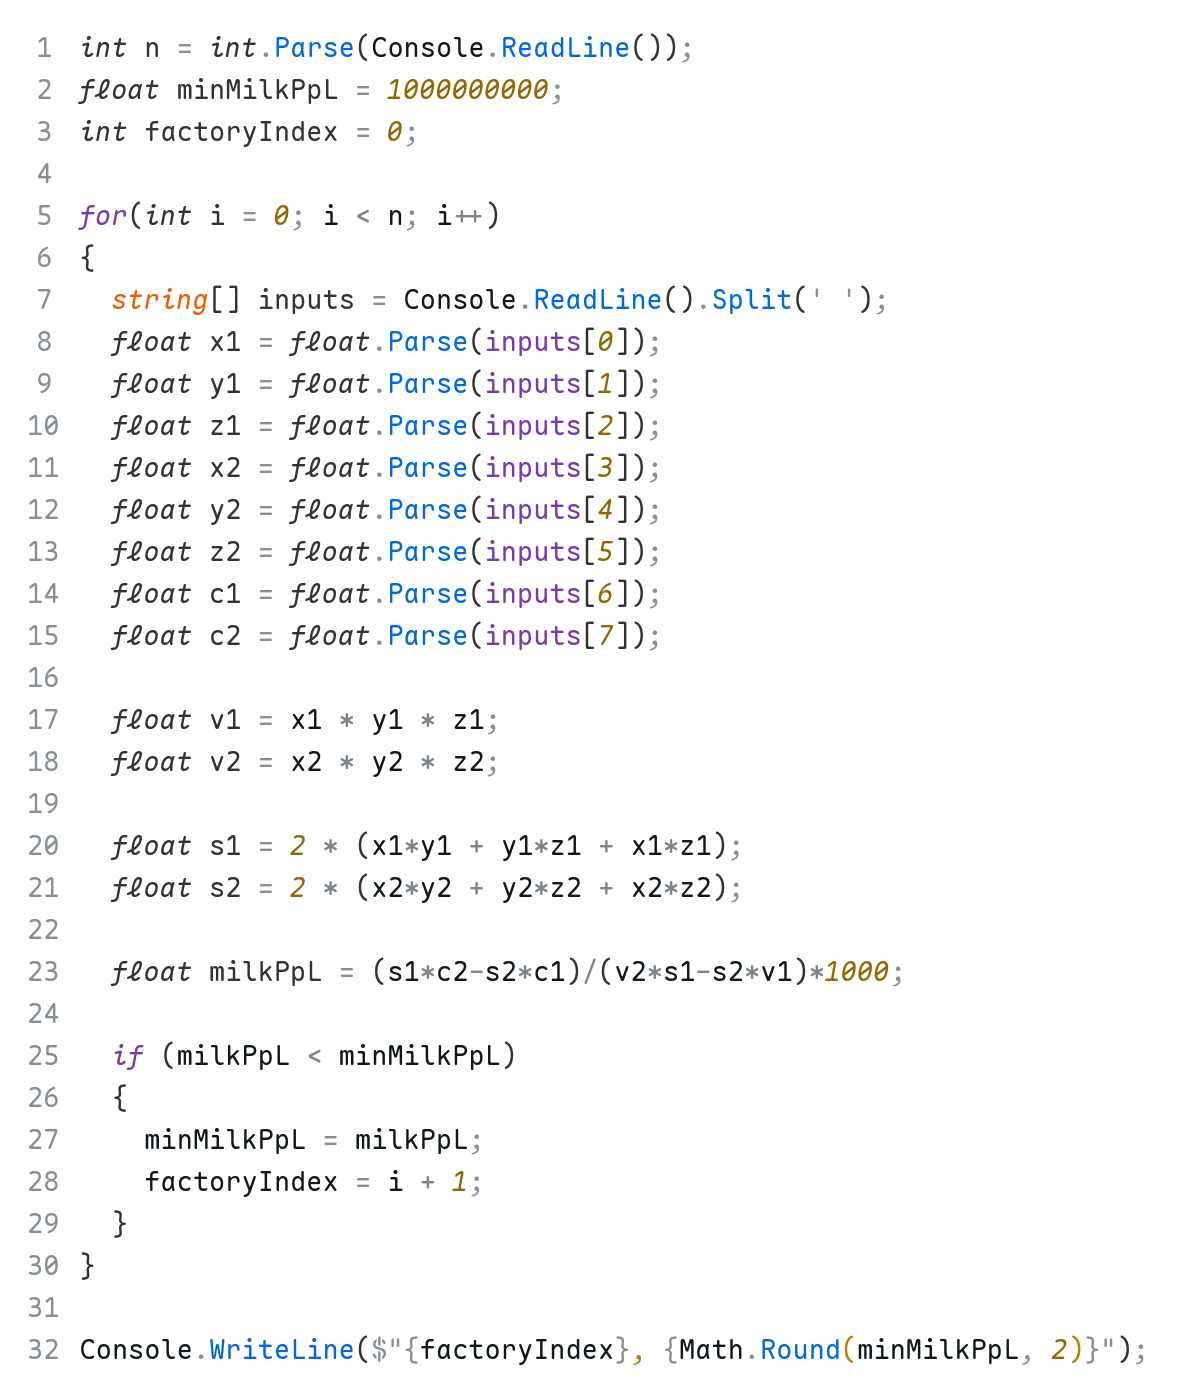 1 int n = int.Parse(Console.ReadLine());
2 float minMilkPpL = 1000000000;
3 int factoryIndex = 0;
4
5 for(int i = 0; i < n; i++)
6 {
7   string[] inputs = Console.ReadLine().Split(' ');
8   float x1 = float.Parse(inputs[0]);
9   float y1 = float.Parse(inputs[1]);
10   float z1 = float.Parse(inputs[2]);
11   float x2 = float.Parse(inputs[3]);
12   float y2 = float.Parse(inputs[4]);
13   float z2 = float.Parse(inputs[5]);
14   float c1 = float.Parse(inputs[6]);
15   float c2 = float.Parse(inputs[7]);
16
17   float v1 = x1 * y1 * z1;
18   float v2 = x2 * y2 * z2;
19
20   float s1 = 2 * (x1*y1 + y1*z1 + x1*z1);
21   float s2 = 2 * (x2*y2 + y2*z2 + x2*z2);
22
23   float milkPpL = (s1*c2-s2*c1)/(v2*s1-s2*v1)*1000;
24
25   if (milkPpL < minMilkPpL)
26   {
27     minMilkPpL = milkPpL;
28     factoryIndex = i + 1;
29   }
30 }
31
32 Console.WriteLine($"{factoryIndex}, {Math.Round(minMilkPpL, 2)}");